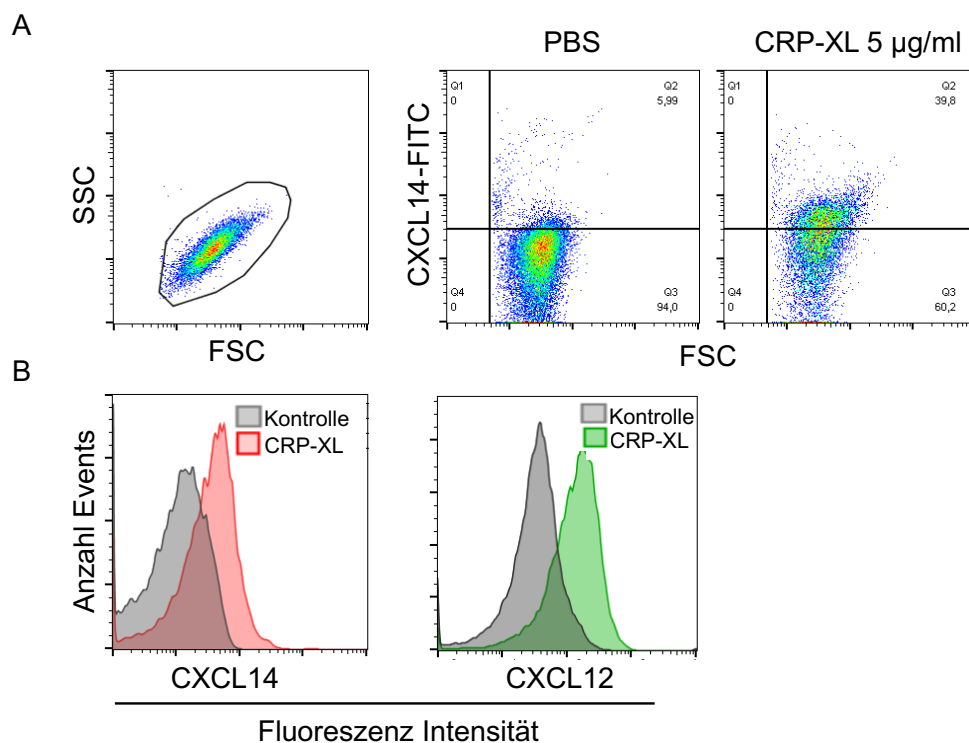 A
PBS
CRP-XL 5 µg/ml
SSC
FSC
CXCL14-FITC
Q1
0
Q2
5,99
Q4
0
Q3
94,0
Q1
0
Q2
39,8
Q4
0
Q3
60,2
FSC
B
Anzahl Events
Kontrolle
CRP-XL
CXCL14
Kontrolle
CRP-XL
CXCL12
Fluoreszenz Intensität